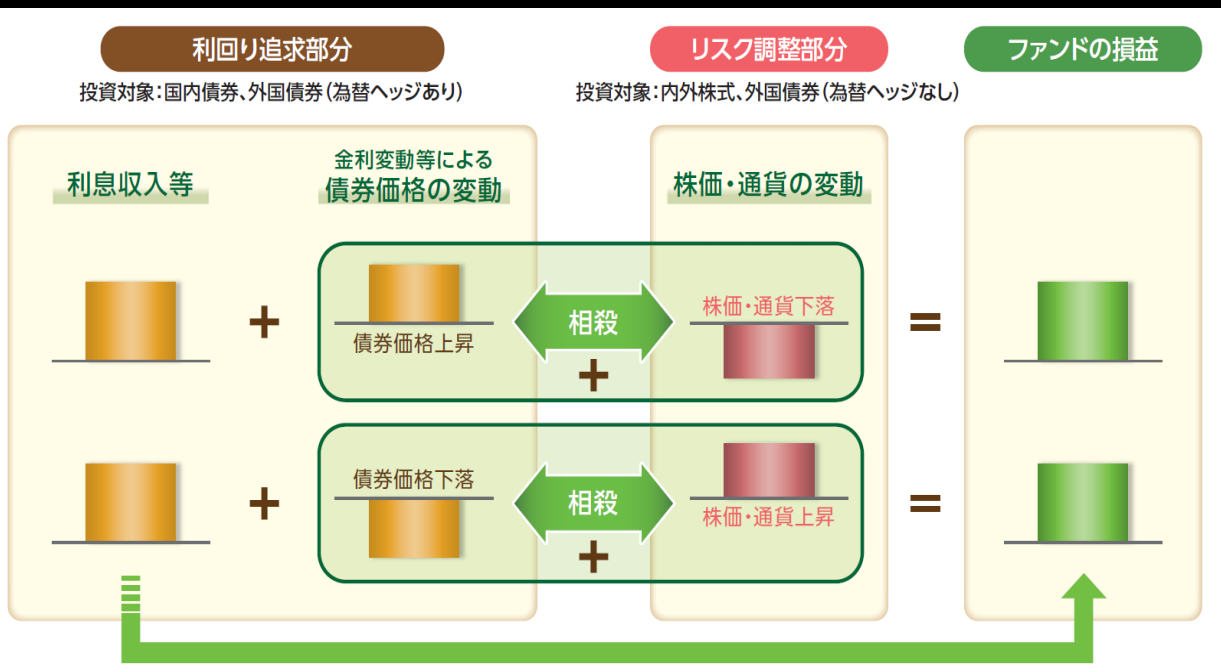 利回り追求部分
リスク調整部分
ファンドの損益
投資対象:国内債券、外国債券(為替ヘッジあり)
投資対象:内外株式、外国債券(為替ヘッジなし)
利息収入等
金利変動等による
債券価格の変動
株価・通貨の変動
+
債券価格上昇
相殺
+
株価・通貨下落
=
+
債券価格下落
相殺
+
株価・通貨上昇
=